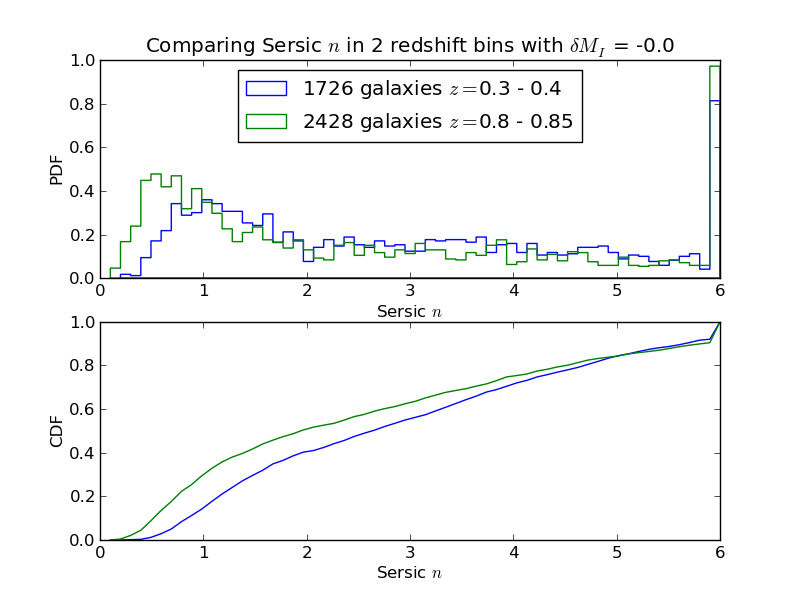 Comparing Sersic n in 2 redshift bins with δM_I = -0.0
1.0
0.8
0.6
0.4
0.2
0.0
PDF
1726 galaxies z=0.3 - 0.4
2428 galaxies z=0.8 - 0.85
0 1 2 3 4 5 6
Sersic n
1.0
0.8
0.6
0.4
0.2
0.0
CDF
0 1 2 3 4 5 6
Sersic n